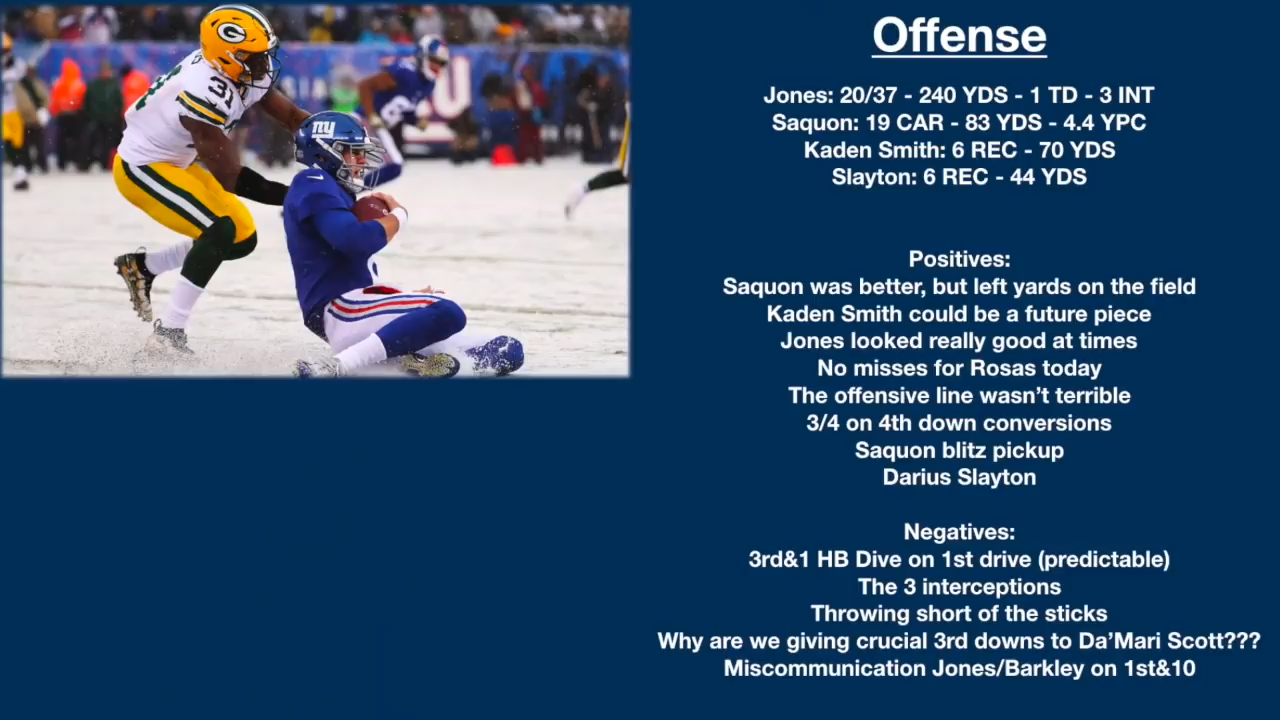 Offense
Jones: 20/37 - 240 YDS - 1 TD - 3 INT
Saquon: 19 CAR - 83 YDS - 4.4 YPC
Kaden Smith: 6 REC - 70 YDS
Slayton: 6 REC - 44 YDS
Positives:
Saquon was better, but left yards on the field
Kaden Smith could be a future piece
Jones looked really good at times
No misses for Rosas today
The offensive line wasn’t terrible
3/4 on 4th down conversions
Saquon blitz pickup
Darius Slayton
Negatives:
3rd&1 HB Dive on 1st drive (predictable)
The 3 interceptions
Throwing short of the sticks
Why are we giving crucial 3rd downs to Da’Mari Scott???
Miscommunication Jones/Barkley on 1st&10
G
31
ny